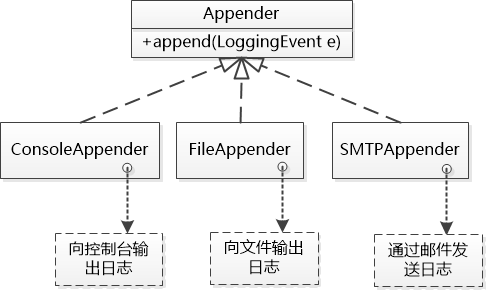 Appender
+append(LoggingEvent e)
ConsoleAppender
FileAppender
SMTPAppender
向控制台输
出日志
向文件输出
日志
通过邮件发
送日志